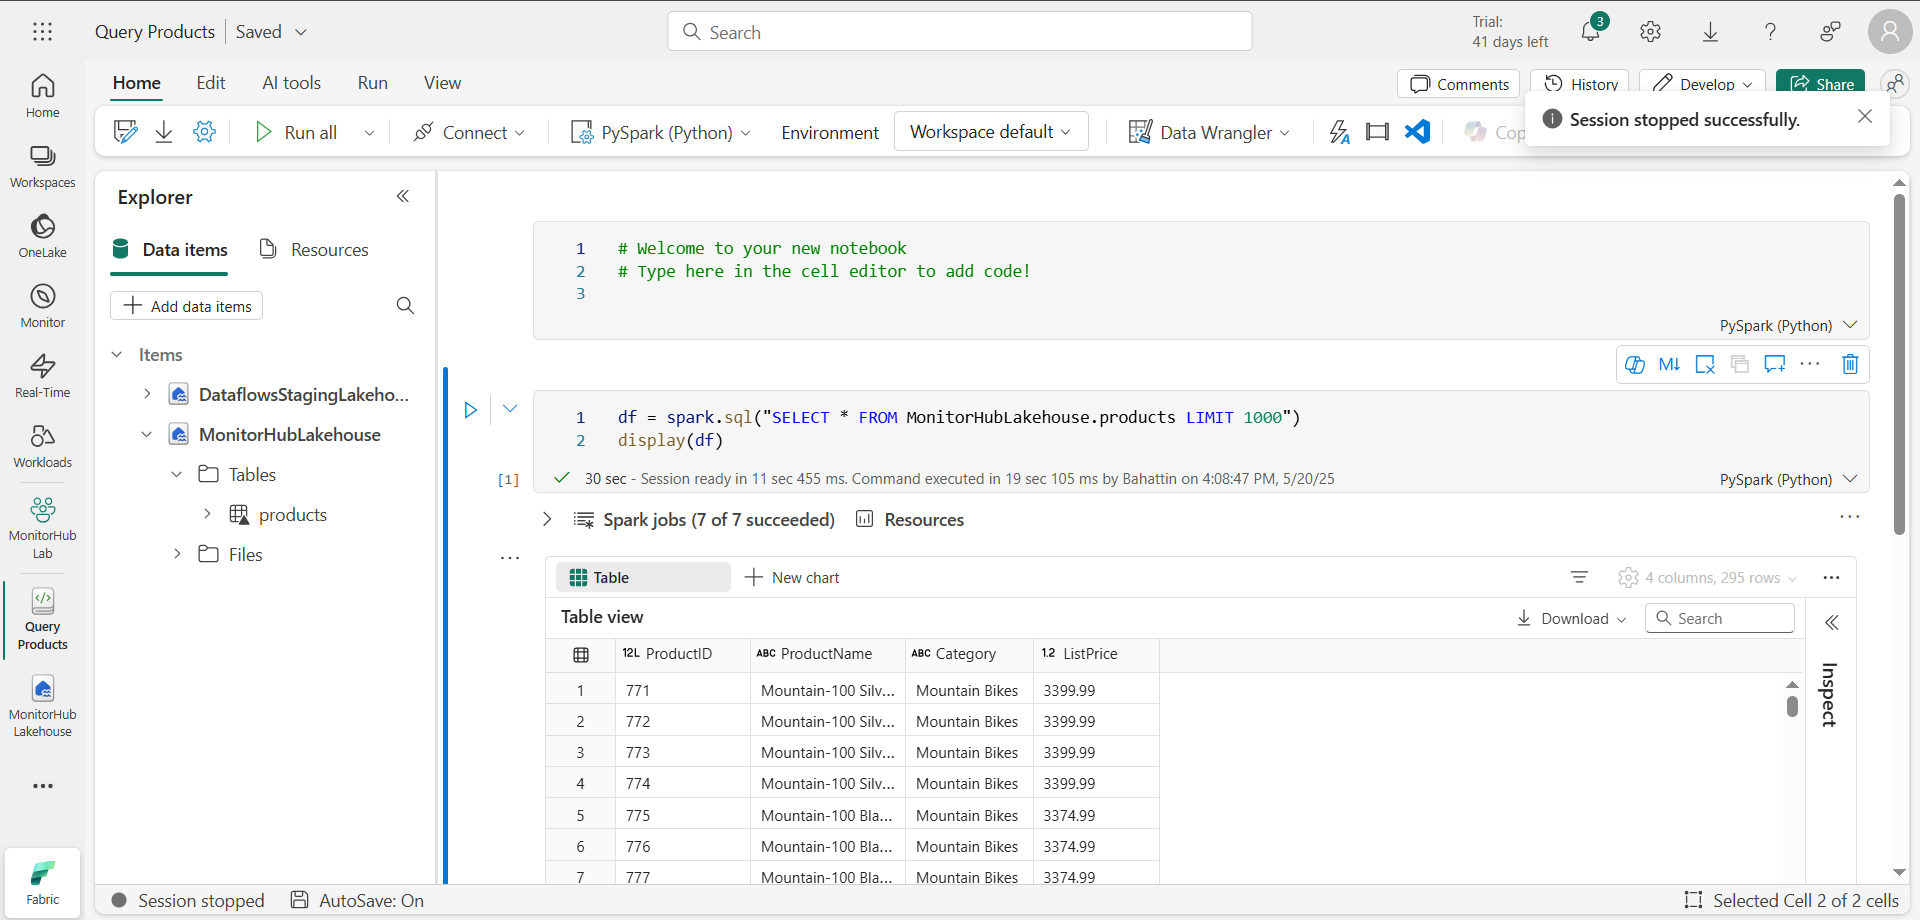 Query Products
Saved
Search
Trial:
41 days left
3
Home
Edit
AI tools
Run
View
Comments
History
Develop
Share
Session stopped successfully.
Run all
Connect
PySpark (Python)
Environment
Workspace default
Data Wrangler
Home
Workspaces
OneLake
Monitor
Real-Time
Workloads
MonitorHub
Lab
Query
Products
MonitorHub
Lakehouse
Fabric
Explorer
Data items
Resources
Add data items
Items
DataflowsStagingLakeho...
MonitorHubLakehouse
Tables
products
Files
1 # Welcome to your new notebook
2 # Type here in the cell editor to add code!
3
PySpark (Python)
M↓
1 df = spark.sql("SELECT * FROM MonitorHubLakehouse.products LIMIT 1000")
2 display(df)
[1]
30 sec - Session ready in 11 sec 455 ms. Command executed in 19 sec 105 ms by Bahattin on 4:08:47 PM, 5/20/25
PySpark (Python)
Spark jobs (7 of 7 succeeded)
Resources
Table
New chart
4 columns, 295 rows
Table view
Download
Search
12L ProductID ABC ProductName ABC Category 1.2 ListPrice
1 771 Mountain-100 Silv... Mountain Bikes 3399.99
2 772 Mountain-100 Silv... Mountain Bikes 3399.99
3 773 Mountain-100 Silv... Mountain Bikes 3399.99
4 774 Mountain-100 Silv... Mountain Bikes 3399.99
5 775 Mountain-100 Bla... Mountain Bikes 3374.99
6 776 Mountain-100 Bla... Mountain Bikes 3374.99
7 777 Mountain-100 Bla... Mountain Bikes 3374.99
Inspect
Session stopped
AutoSave: On
Selected Cell 2 of 2 cells